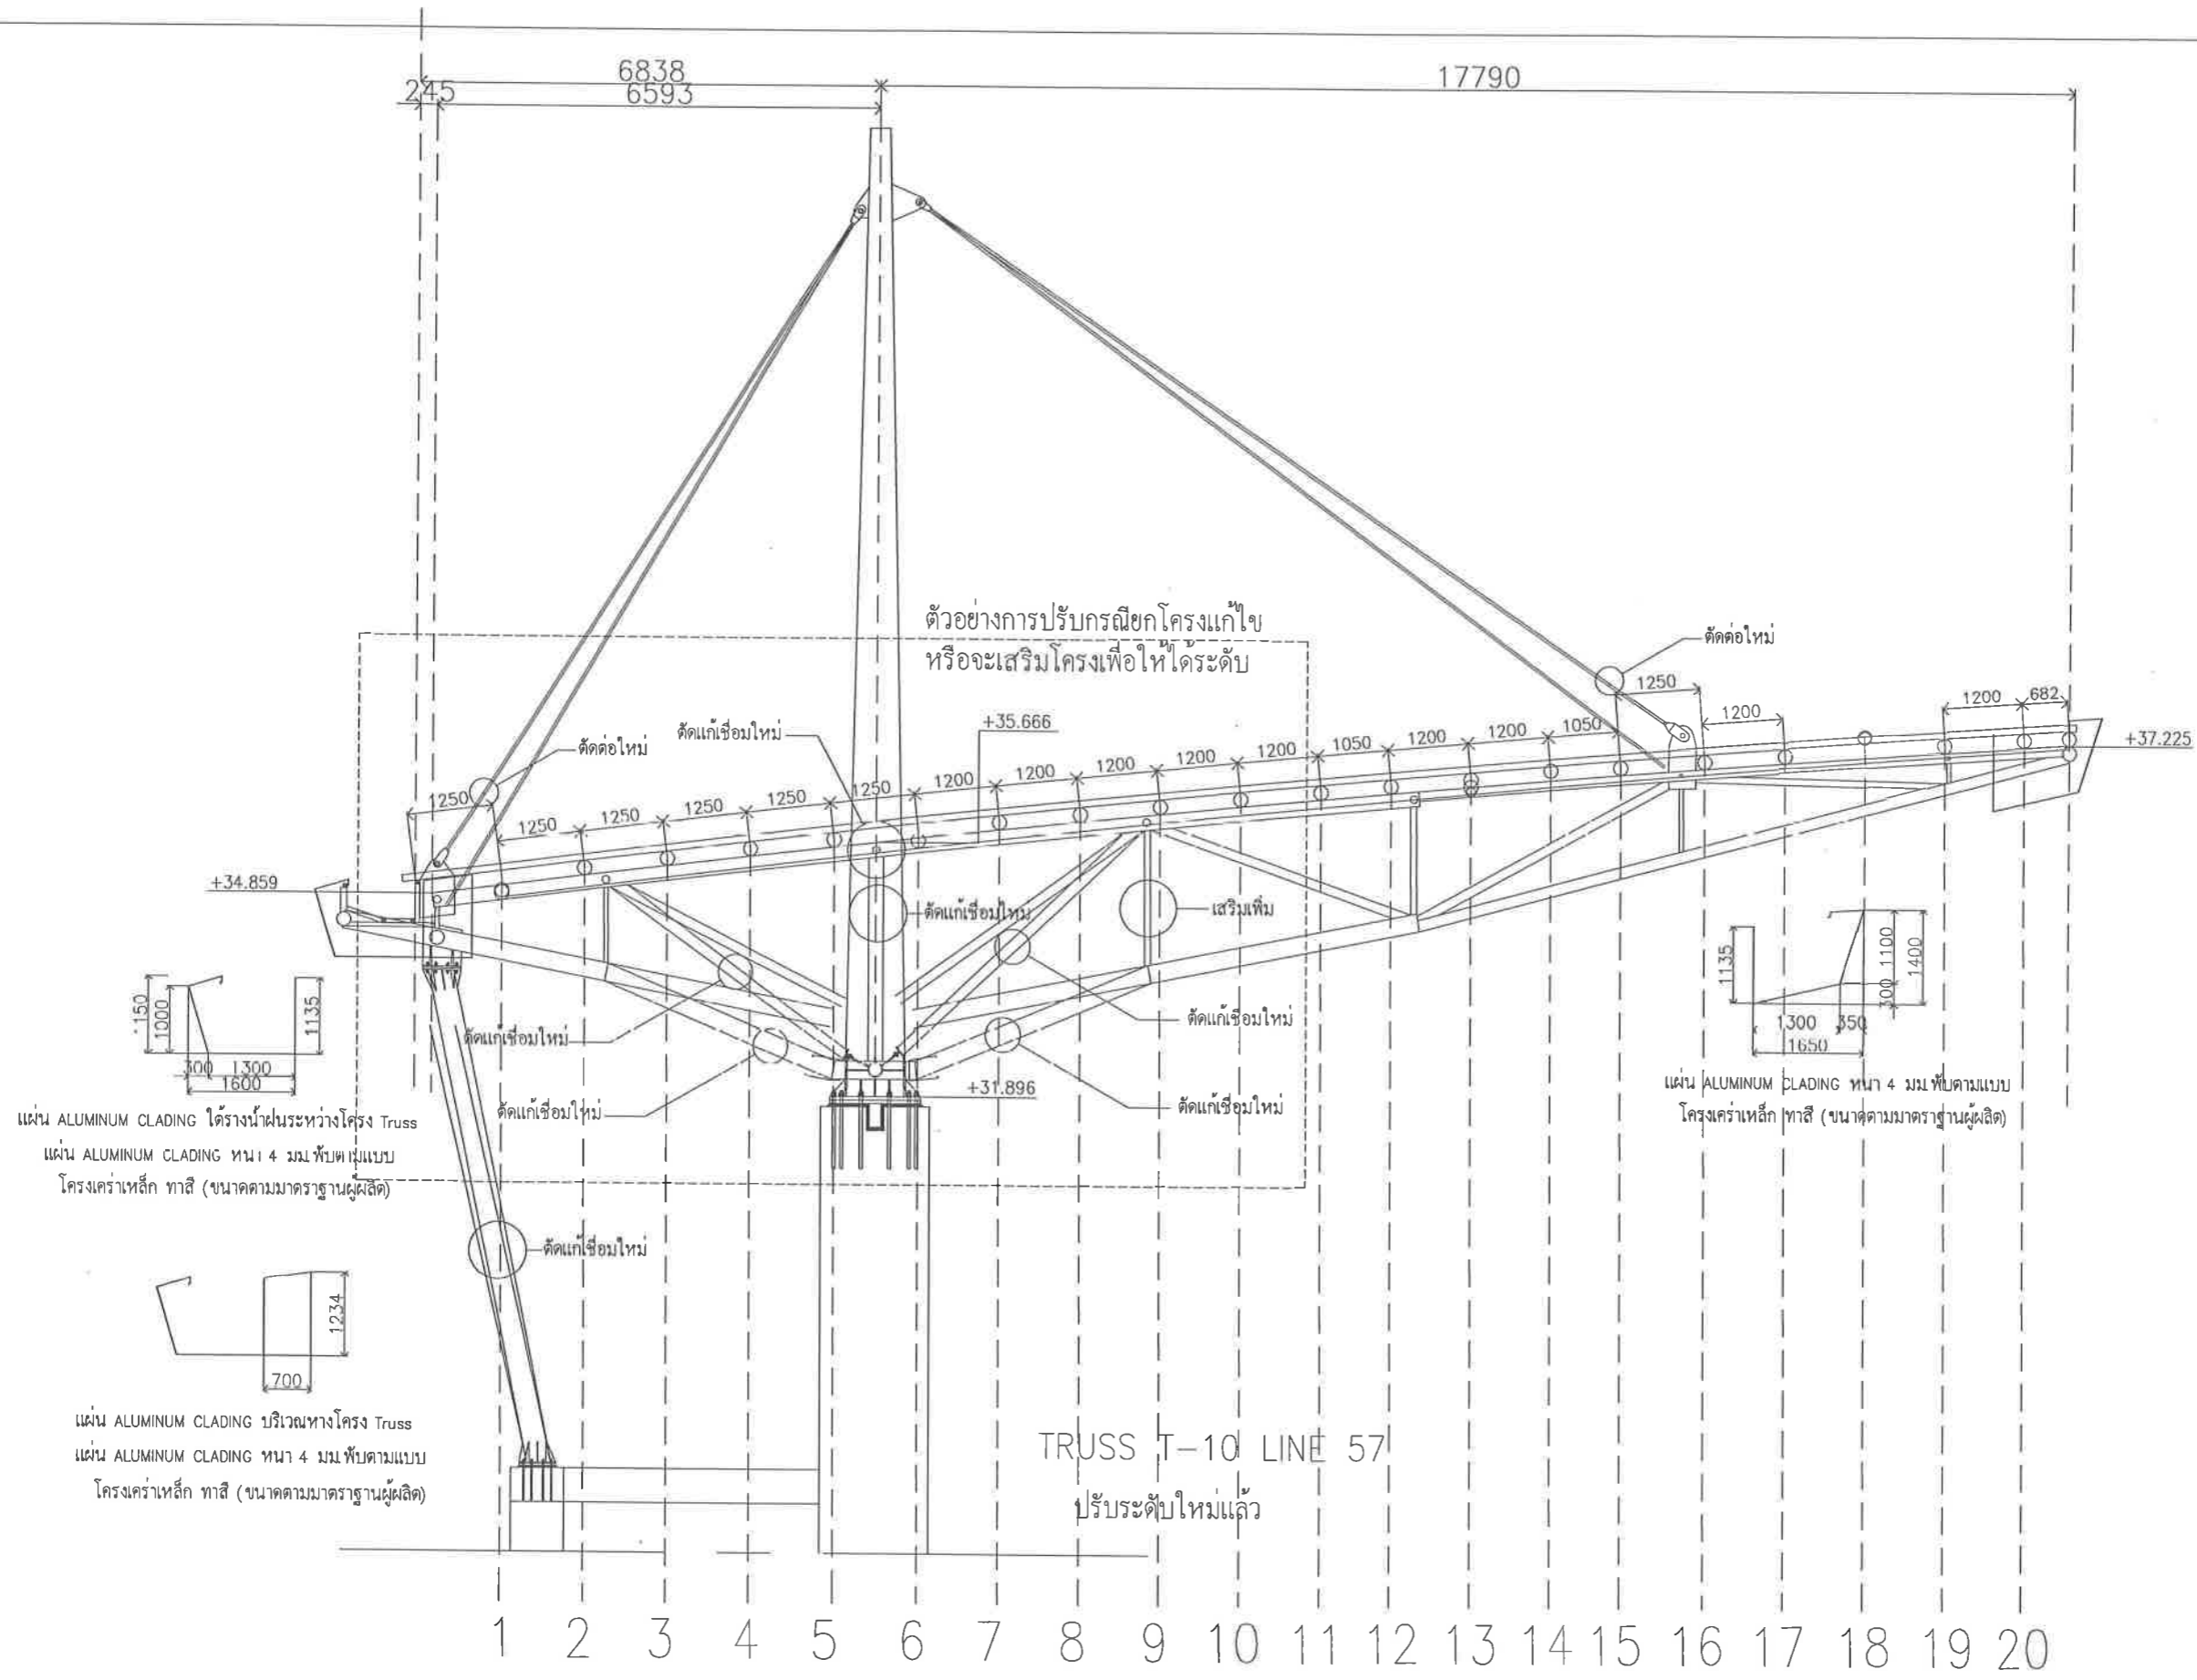 6838
17790
245
6593
ตัวอย่างการปรับกรณียกโครงแก้ไข
หรือจะเสริมโครงเพื่อให้ได้ระดับ
ตัดต่อใหม่
1250
1200
1200
682
+37.225
+35.666
ตัดแก้เชื่อมใหม่
ตัดต่อใหม่
1250
1250
1250
1250
1250
1250
1200
1200
1200
1200
1200
1050
1200
1200
1050
+34.859
ตัดแก้เชื่อมใหม่
เสริมเพิ่ม
ตัดแก้เชื่อมใหม่
ตัดแก้เชื่อมใหม่
ตัดแก้เชื่อมใหม่
ตัดแก้เชื่อมใหม่
+31.896
1000
1135
300
1300
1600
แผ่น ALUMINUM CLADING ใต้รางน้ำฝนระหว่างโครง Truss
แผ่น ALUMINUM CLADING หนา 4 มม.พับตามแบบ
โครงเคร่าเหล็ก ทาสี (ขนาดตามมาตราฐานผู้ผลิต)
1135
1100
300
1400
1300
350
1650
แผ่น ALUMINUM CLADING หนา 4 มม.พับตามแบบ
โครงเคร่าเหล็ก ทาสี (ขนาดตามมาตราฐานผู้ผลิต)
ตัดแก้เชื่อมใหม่
1234
700
แผ่น ALUMINUM CLADING บริเวณหางโครง Truss
แผ่น ALUMINUM CLADING หนา 4 มม.พับตามแบบ
โครงเคร่าเหล็ก ทาสี (ขนาดตามมาตราฐานผู้ผลิต)
TRUSS T-10 LINE 57
ปรับระดับใหม่แล้ว
1 2 3 4 5 6 7 8 9 10 11 12 13 14 15 16 17 18 19 20